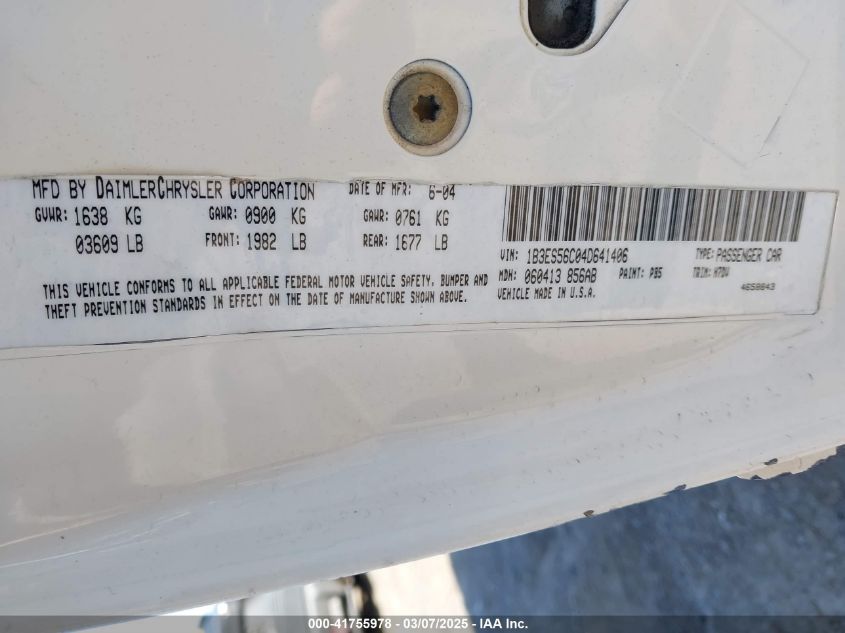 MFD BY DAIMLERCHRYSLER CORPORATION DATE OF MFR: 6-04
GVWR: 1638 KG GAWR: 0900 KG GAWR: 0761 KG
03609 LB FRONT: 1982 LB REAR: 1677 LB
THIS VEHICLE CONFORMS TO ALL APPLICABLE FEDERAL MOTOR VEHICLE SAFETY, BUMPER AND
THEFT PREVENTION STANDARDS IN EFFECT ON THE DATE OF MANUFACTURE SHOWN ABOVE.
VIN: 1B3ES56C04D641406 TYPE: PASSENGER CAR
MDH: 060413 856AB PAINT: PB5 TRIM: H7DV
VEHICLE MADE IN U.S.A. 4658843
000-41755978 - 03/07/2025 - IAA Inc.